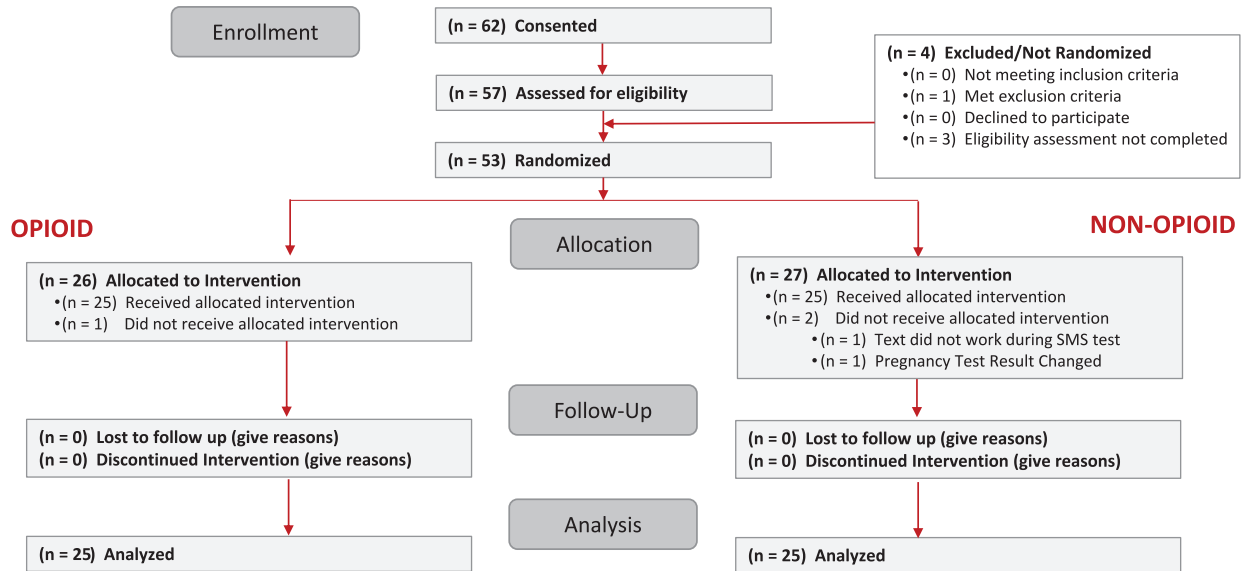 Enrollment
(n = 62) Consented
(n = 4) Excluded/Not Randomized
•(n = 0) Not meeting inclusion criteria
•(n = 1) Met exclusion criteria
•(n = 0) Declined to participate
•(n = 3) Eligibility assessment not completed
(n = 57) Assessed for eligibility
(n = 53) Randomized
OPIOID
Allocation
NON-OPIOID
(n = 26) Allocated to Intervention
•(n = 25) Received allocated intervention
•(n = 1) Did not receive allocated intervention
(n = 27) Allocated to Intervention
•(n = 25) Received allocated intervention
•(n = 2) Did not receive allocated intervention
•(n = 1) Text did not work during SMS test
•(n = 1) Pregnancy Test Result Changed
Follow-Up
(n = 0) Lost to follow up (give reasons)
(n = 0) Discontinued Intervention (give reasons)
(n = 0) Lost to follow up (give reasons)
(n = 0) Discontinued Intervention (give reasons)
Analysis
(n = 25) Analyzed
(n = 25) Analyzed